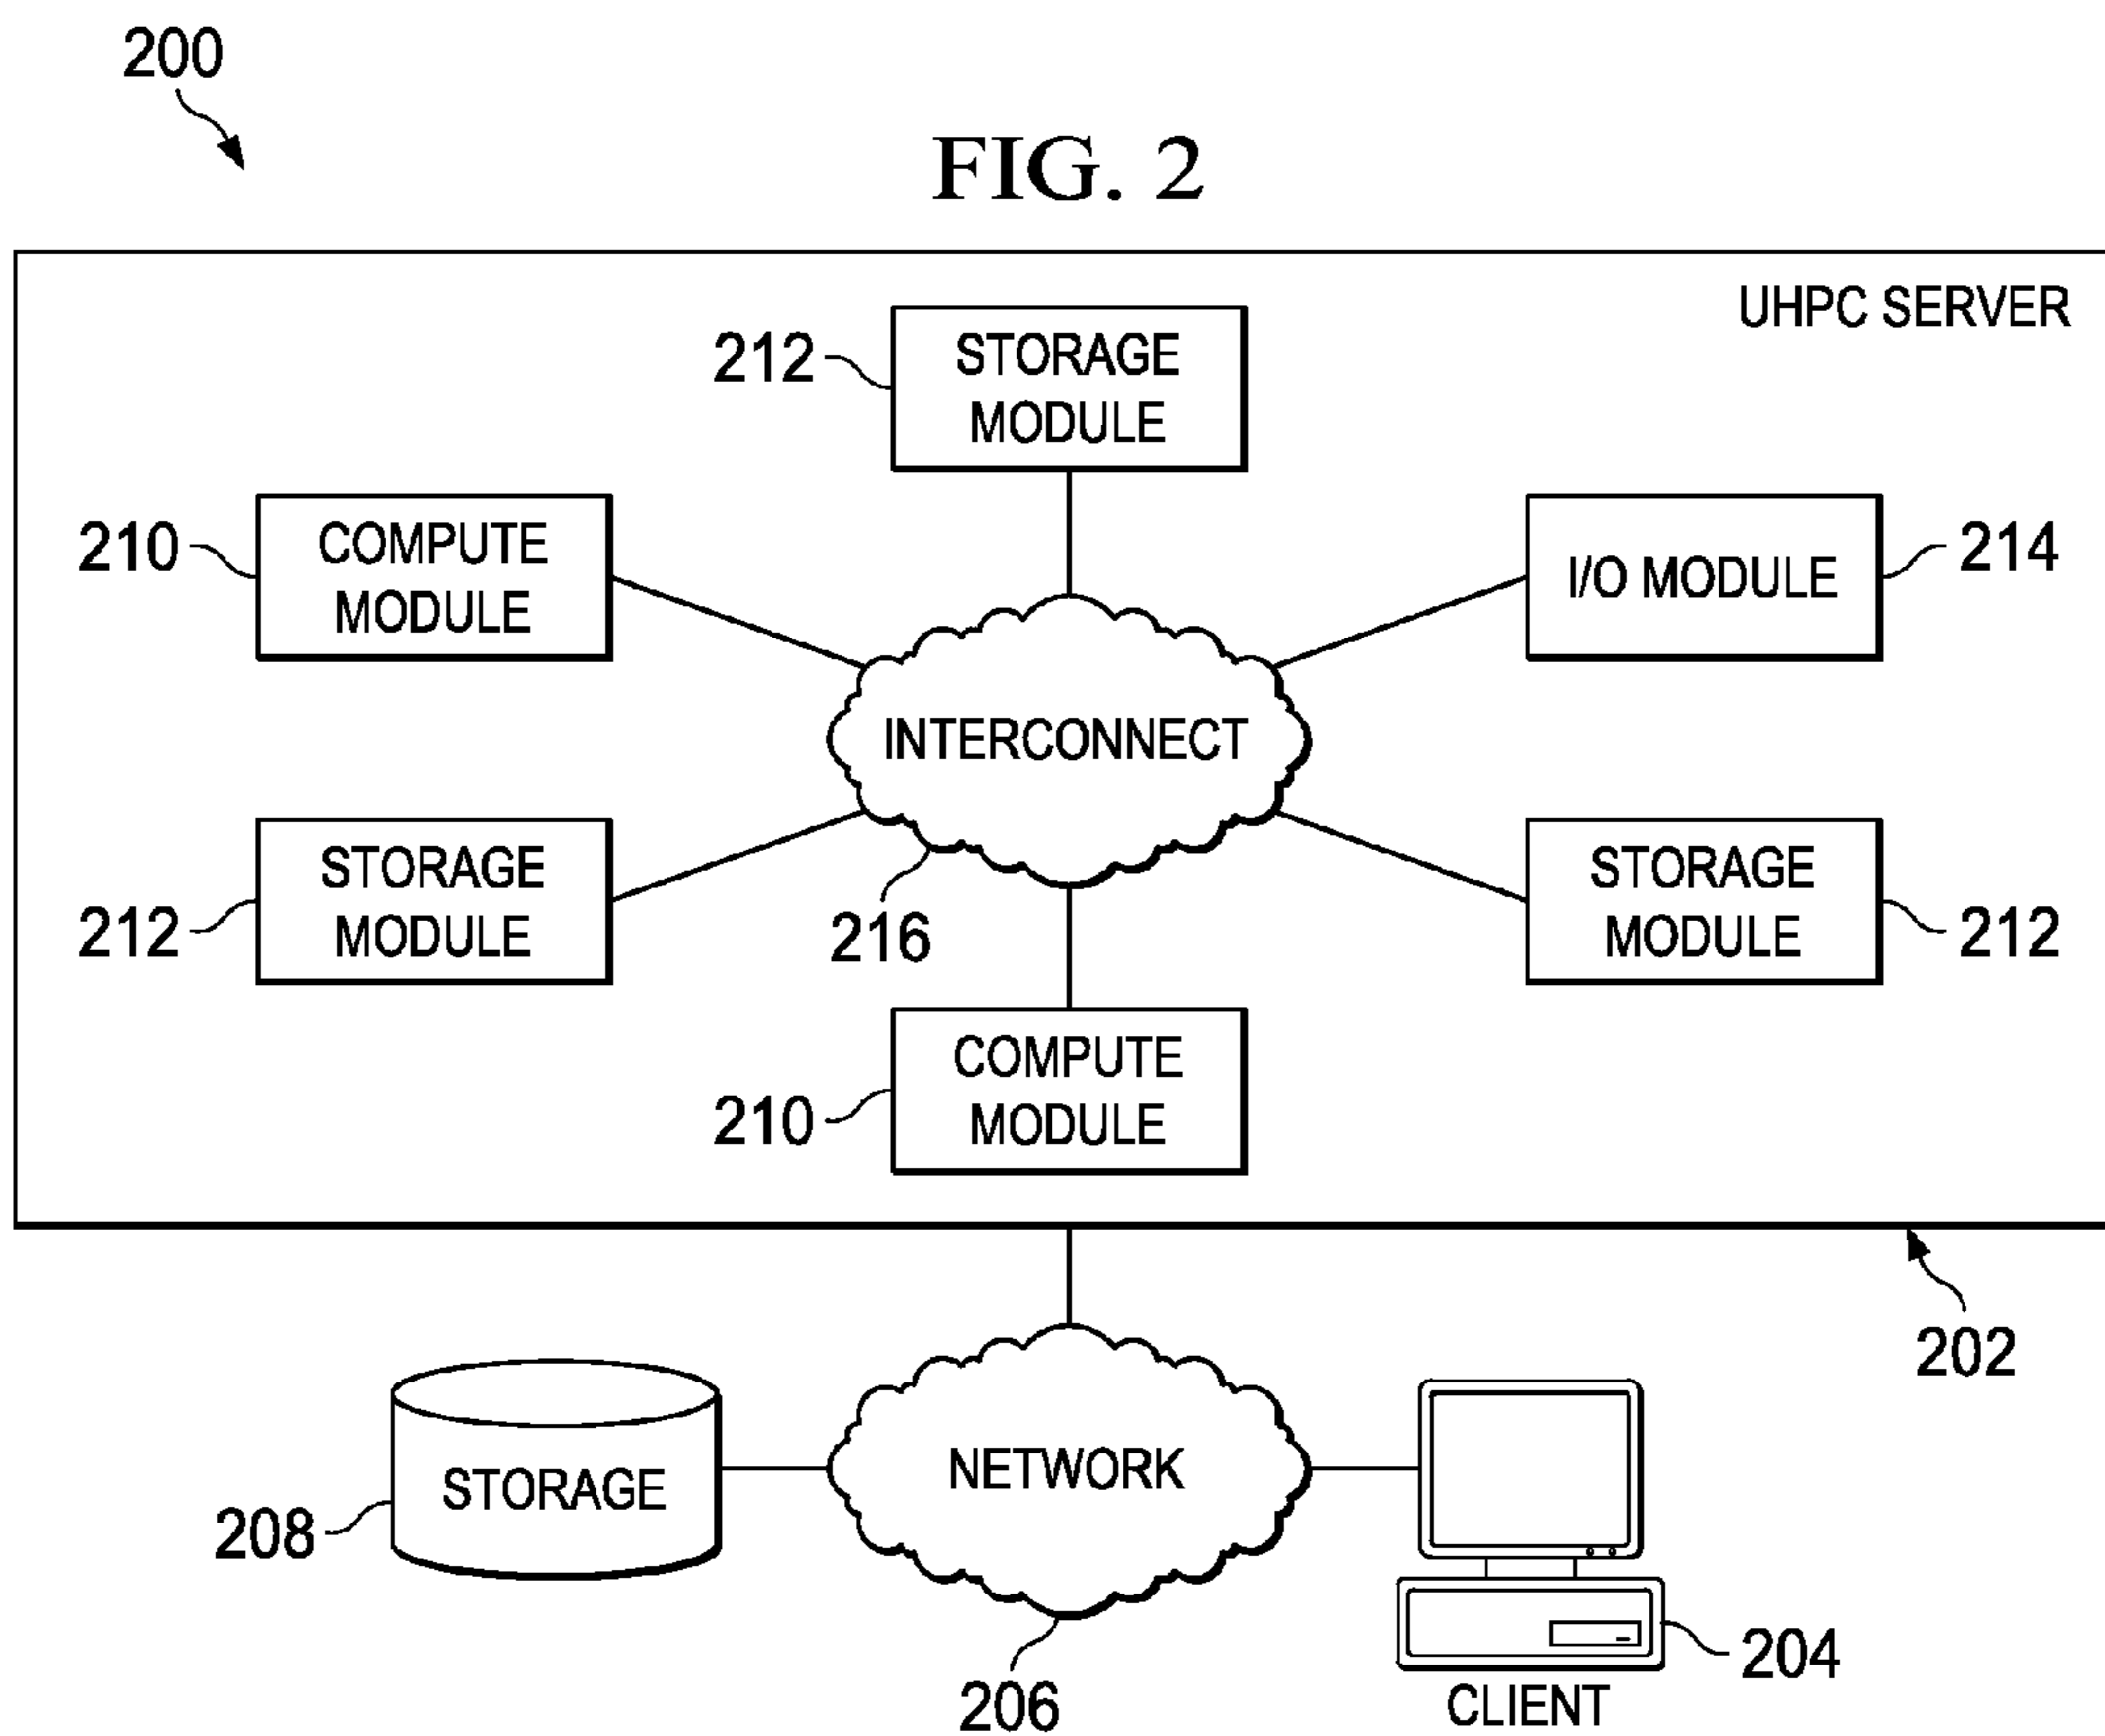 200
FIG. 2
UHPC SERVER
212
STORAGE
MODULE
210
COMPUTE
MODULE
I/O MODULE
214
INTERCONNECT
212
STORAGE
MODULE
216
STORAGE
MODULE
212
210
COMPUTE
MODULE
202
208
STORAGE
NETWORK
206
204
CLIENT